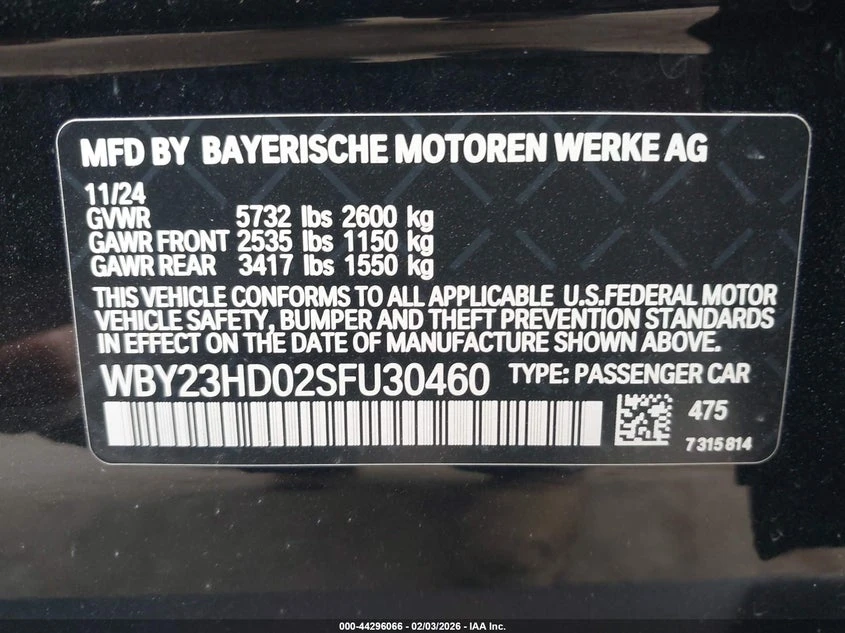 MFD BY BAYERISCHE MOTOREN WERKE AG
11/24
GVWR 5732 lbs 2600 kg
GAWR FRONT 2535 lbs 1150 kg
GAWR REAR 3417 lbs 1550 kg
THIS VEHICLE CONFORMS TO ALL APPLICABLE U.S.FEDERAL MOTOR
VEHICLE SAFETY, BUMPER AND THEFT PREVENTION STANDARDS
IN EFFECT ON THE DATE OF MANUFACTURE SHOWN ABOVE.
WBY23HD02SFU30460 TYPE: PASSENGER CAR
475
7315814
000-44296066 - 02/03/2026 - IAA Inc.